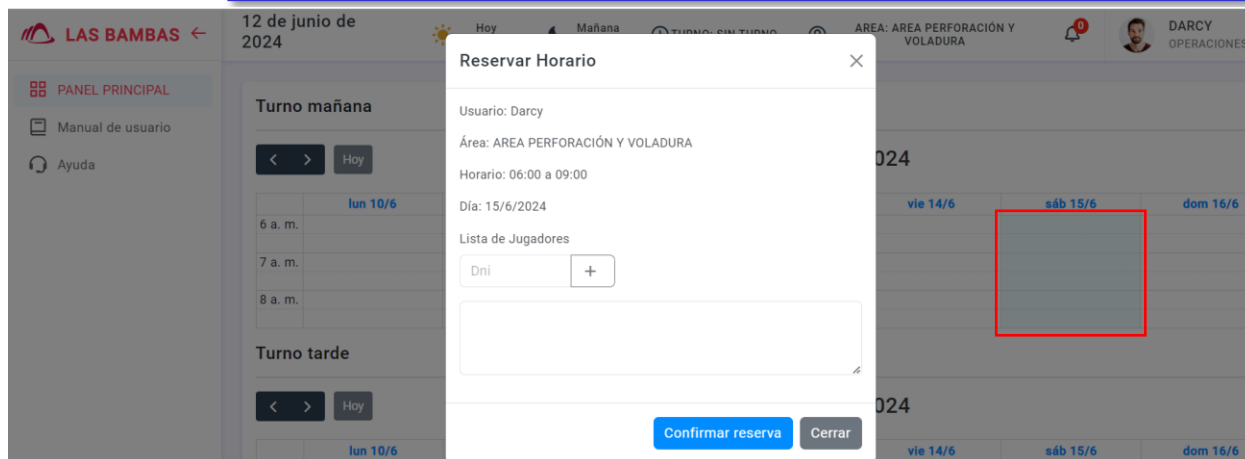 LAS BAMBAS
PANEL PRINCIPAL
Manual de usuario
Ayuda
12 de junio de
2024
Hoy
Mañana
TURNO: SIN TURNO
AREA: AREA PERFORACIÓN Y
VOLADURA
0
DARCY
OPERACIONES
Turno mañana
Hoy
024
lun 10/6
vie 14/6
sáb 15/6
dom 16/6
6 a. m.
7 a. m.
8 a. m.
Reservar Horario
Usuario: Darcy
Área: AREA PERFORACIÓN Y VOLADURA
Horario: 06:00 a 09:00
Día: 15/6/2024
Lista de Jugadores
Dni
Confirmar reserva
Cerrar
Turno tarde
Hoy
024
lun 10/6
vie 14/6
sáb 15/6
dom 16/6